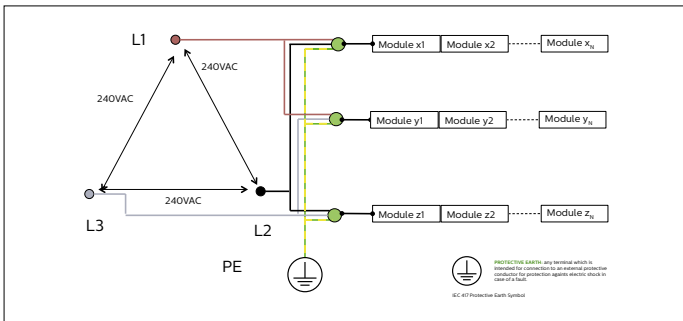 L1
Module x1 Module x2 Module xN
240VAC
240VAC
Module y1 Module y2 Module yN
240VAC
L3
L2
Module z1 Module z2 Module zN
PE
PROTECTIVE EARTH: any terminal which is
intended for connection to an external protective
conductor for protection againts electric shock in
case of a fault.
IEC 417 Protective Earth Symbol